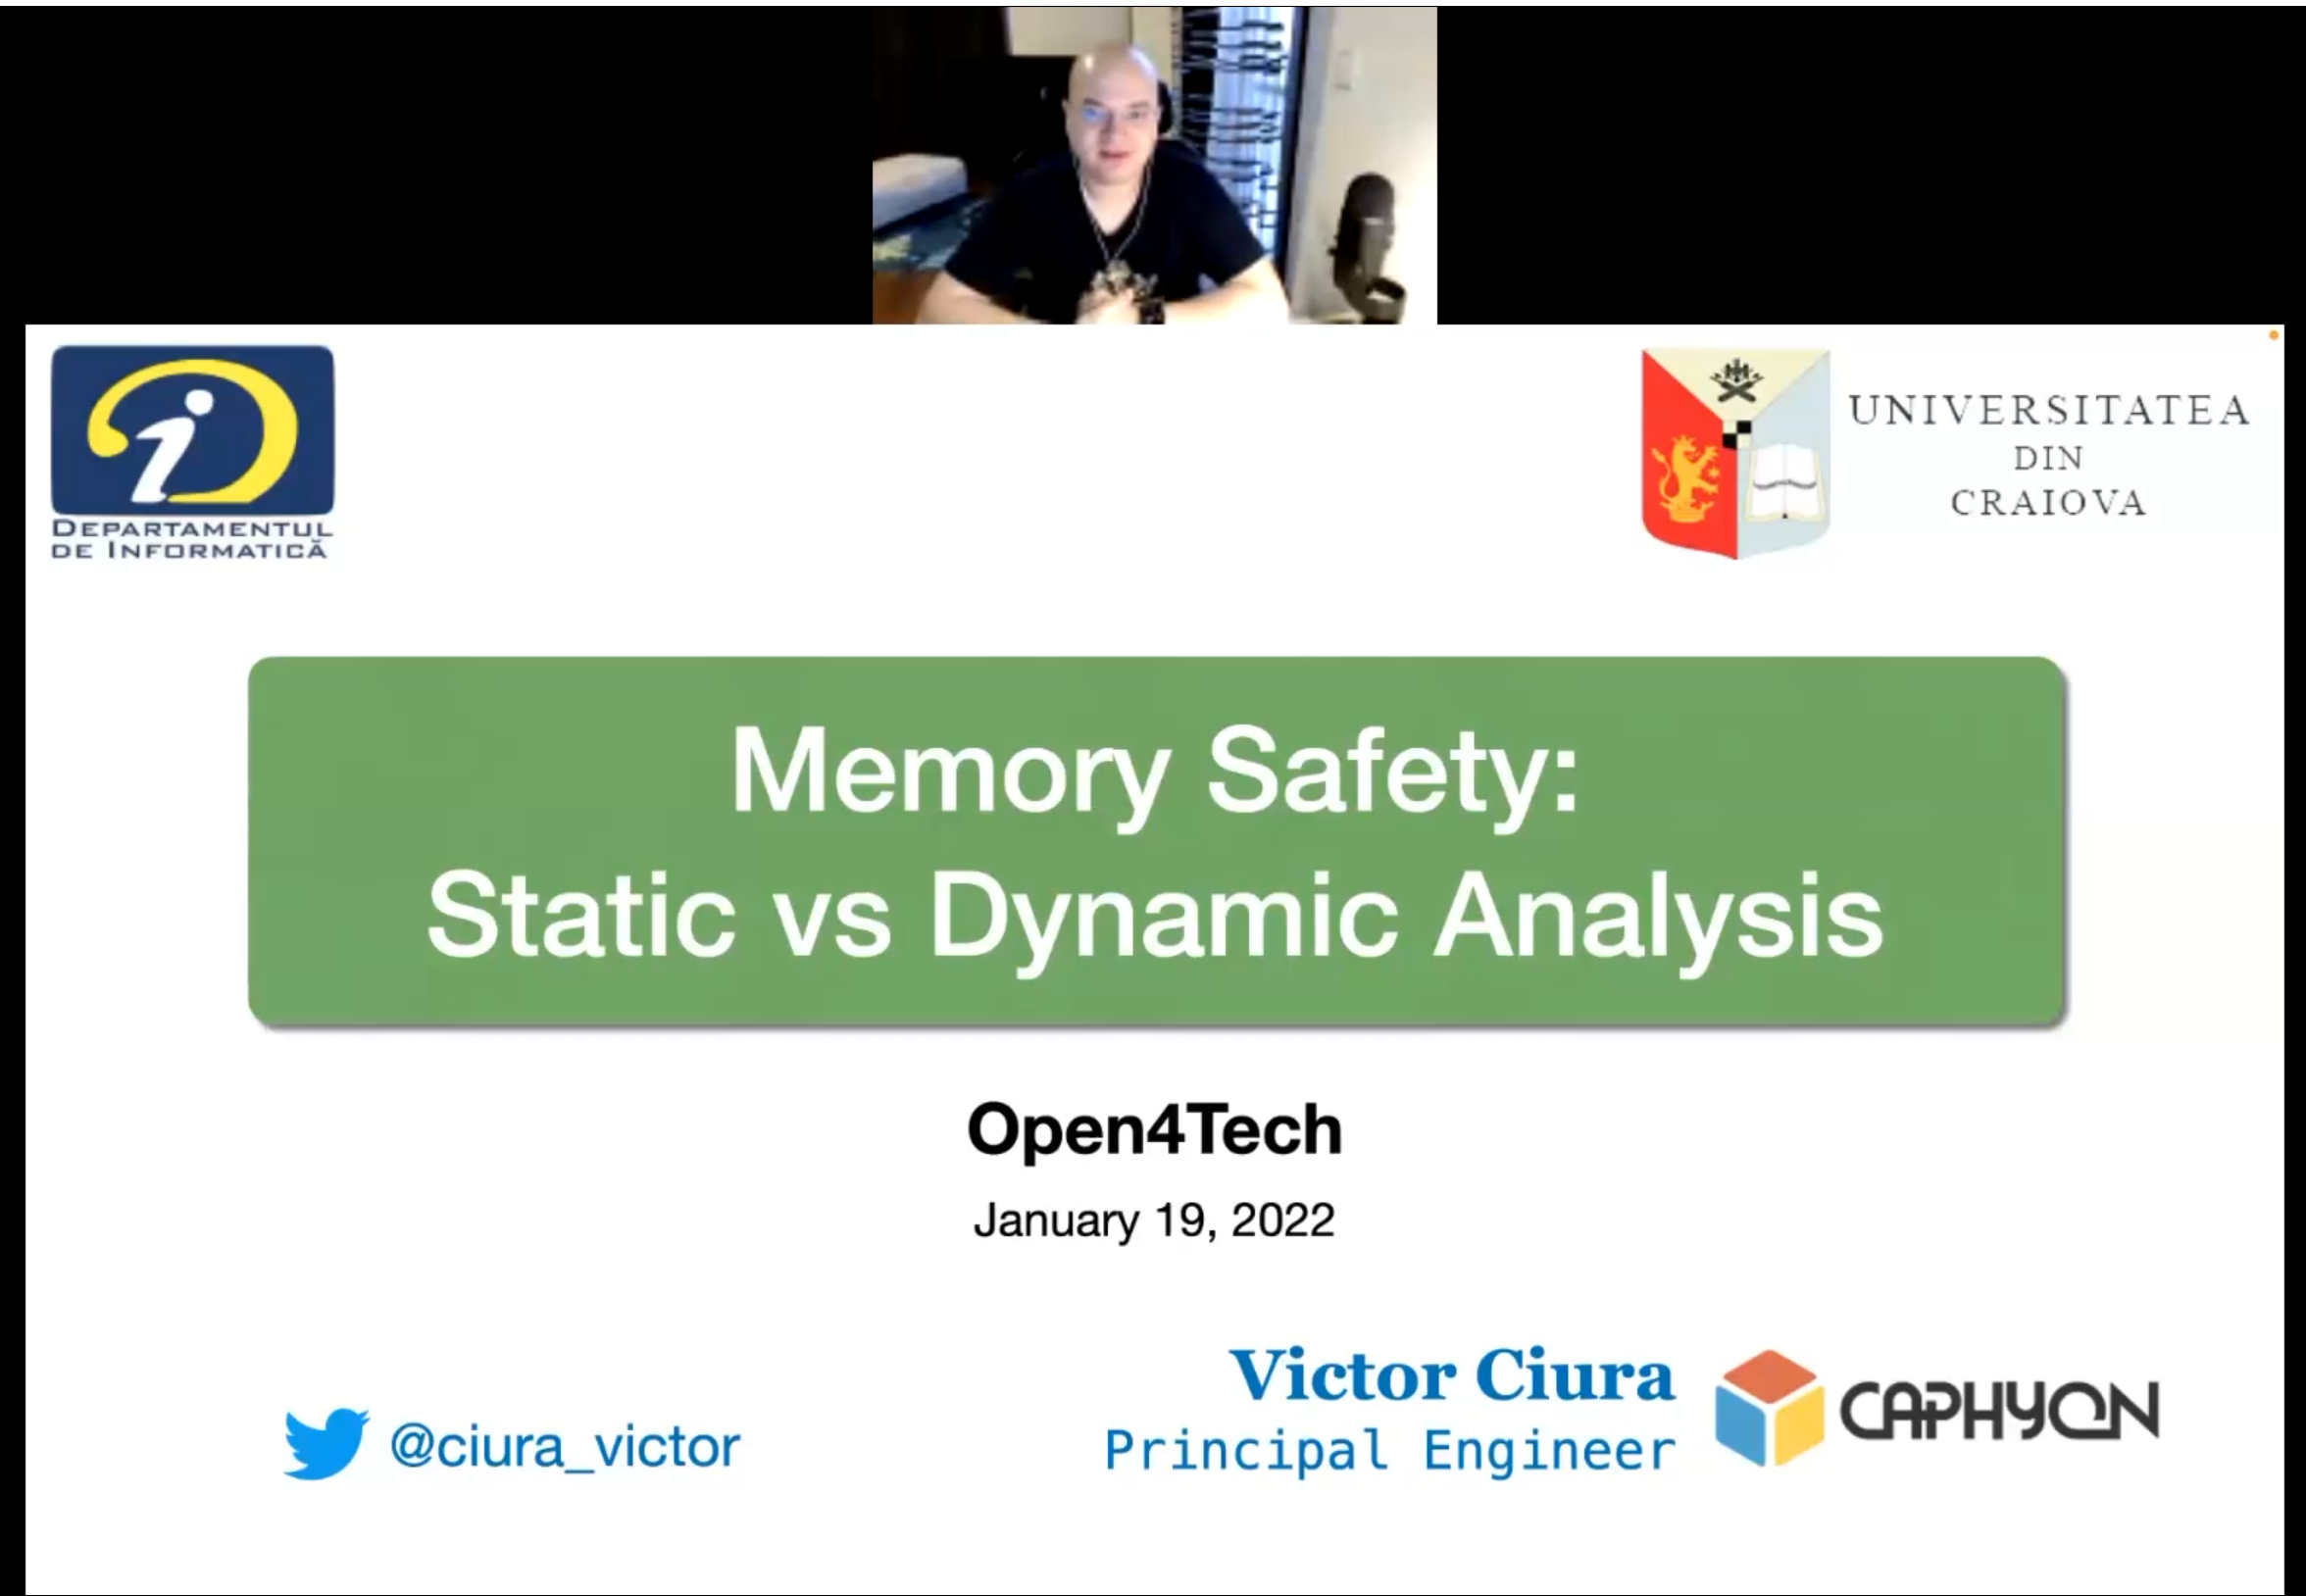 DEPARTAMENTUL
DE INFORMATICĂ
UNIVERSITATEA
DIN
CRAIOVA
Memory Safety:
Static vs Dynamic Analysis
Open4Tech
January 19, 2022
@ciura_victor
Victor Ciura
Principal Engineer
CAPHYON